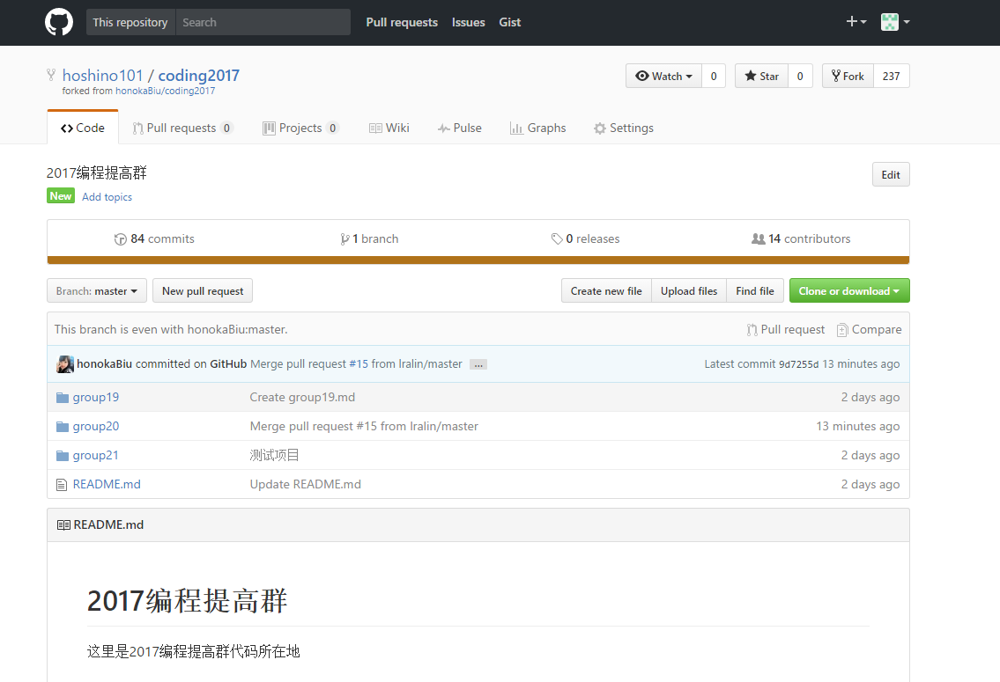 This repository Search Pull requests Issues Gist
hoshino101 / coding2017 Watch 0 Star 0 Fork 237
forked from honokaBiu/coding2017
Code Pull requests 0 Projects 0 Wiki Pulse Graphs Settings
2017编程提高群 Edit
New Add topics
84 commits 1 branch 0 releases 14 contributors
Branch: master New pull request Create new file Upload files Find file Clone or download
This branch is even with honokaBiu:master. Pull request Compare
honokaBiu committed on GitHub Merge pull request #15 from lralin/master … Latest commit 9d7255d 13 minutes ago
group19 Create group19.md 2 days ago
group20 Merge pull request #15 from lralin/master 13 minutes ago
group21 测试项目 2 days ago
README.md Update README.md 2 days ago
README.md
2017编程提高群
这里是2017编程提高群代码所在地